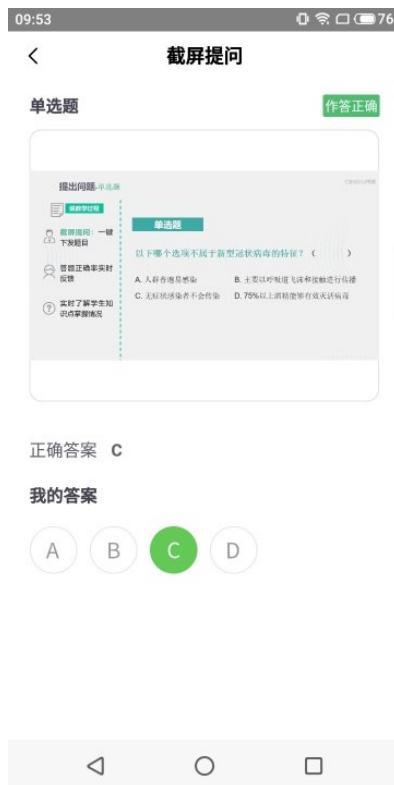 09:53
76
截屏提问
单选题
作答正确
提出问题-单选题
截屏提问：一键
下发题目
答题正确率实时
反馈
实时了解学生知
识点掌握情况
单选题
以下哪个选项不属于新型冠状病毒的特征？（ ）
A. 人群普遍易感染
B. 主要以呼吸道飞沫和接触进行传播
C. 无症状感染者不会传染
D. 75%以上酒精能够有效灭活病毒
正确答案 C
我的答案
A
B
C
D